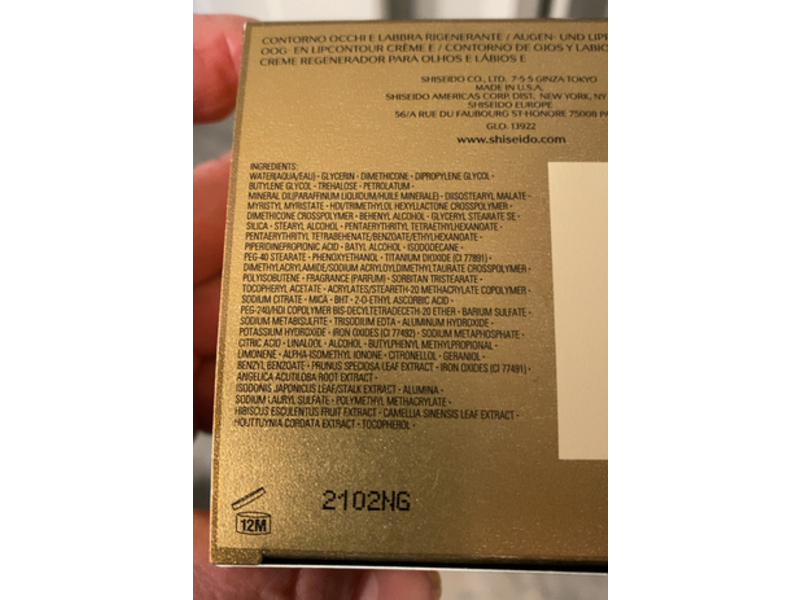 CONTORNO OCCHI E LABBRA RIGENERANTE / AUGEN- UND
OOG- EN LIPCONTOUR CRÈME E / CONTORNO DE OJOS Y
CREME REGENERADOR PARA OLHOS E LÁBIOS E
SHISEIDO CO., LTD. 7-5-5 GINZA TOKYO
MADE IN U.S.A.
SHISEIDO AMERICAS CORP. DIST., NEW YORK, NY
SHISEIDO EUROPE
56/A RUE DU FAUBOURG ST-HONORE 75008
GLO. 13922
www.shiseido.com
INGREDIENTS:
WATER(AQUA/EAU)・GLYCERIN・DIMETHICONE・DIPROPYLENE GLYCOL・
BUTYLENE GLYCOL・TREHALOSE・PETROLATUM・
MINERAL OIL(PARAFFINUM LIQUIDUM/HUILE MINERALE)・DIISOSTEARYL MALATE・
MYRISTYL MYRISTATE・HDI/TRIMETHYLOL HEXYLLACTONE CROSSPOLYMER・
DIMETHICONE CROSSPOLYMER・BEHENYL ALCOHOL・GLYCERYL STEARATE SE・
SILICA・STEARYL ALCOHOL・PENTAERYTHRITYL TETRAETHYLHEXANOATE・
PENTAERYTHRITYL TETRABEHENATE/BENZOATE/ETHYLHEXANOATE・
PIPERIDINEPROPIONIC ACID・BATYL ALCOHOL・ISODODECANE・
PEG-40 STEARATE・PHENOXYETHANOL・TITANIUM DIOXIDE (CI 77891)・
DIMETHYLACRYLAMIDE/SODIUM ACRYLOYLDIMETHYLTAURATE CROSSPOLYMER・
POLYISOBUTENE・FRAGRANCE (PARFUM)・SORBITAN TRISTEARATE・
TOCOPHERYL ACETATE・ACRYLATES/STEARETH-20 METHACRYLATE COPOLYMER・
SODIUM CITRATE・MICA・BHT・2-O-ETHYL ASCORBIC ACID・
PEG-240/HDI COPOLYMER BIS-DECYLTETRADECETH-20 ETHER・BARIUM SULFATE・
SODIUM METABISULFITE・TRISODIUM EDTA・ALUMINUM HYDROXIDE・
POTASSIUM HYDROXIDE・IRON OXIDES (CI 77492)・SODIUM METAPHOSPHATE・
CITRIC ACID・LINALOOL・ALCOHOL・BUTYLPHENYL METHYLPROPIONAL・
LIMONENE・ALPHA-ISOMETHYL IONONE・CITRONELLOL・GERANIOL・
BENZYL BENZOATE・PRUNUS SPECIOSA LEAF EXTRACT・IRON OXIDES (CI 77491)・
ANGELICA ACUTILOBA ROOT EXTRACT・
ISODONIS JAPONICUS LEAF/STALK EXTRACT・ALUMINA・
SODIUM LAURYL SULFATE・POLYMETHYL METHACRYLATE・
HIBISCUS ESCULENTUS FRUIT EXTRACT・CAMELLIA SINENSIS LEAF EXTRACT・
HOUTTUYNIA CORDATA EXTRACT・TOCOPHEROL・
2102NG
12M